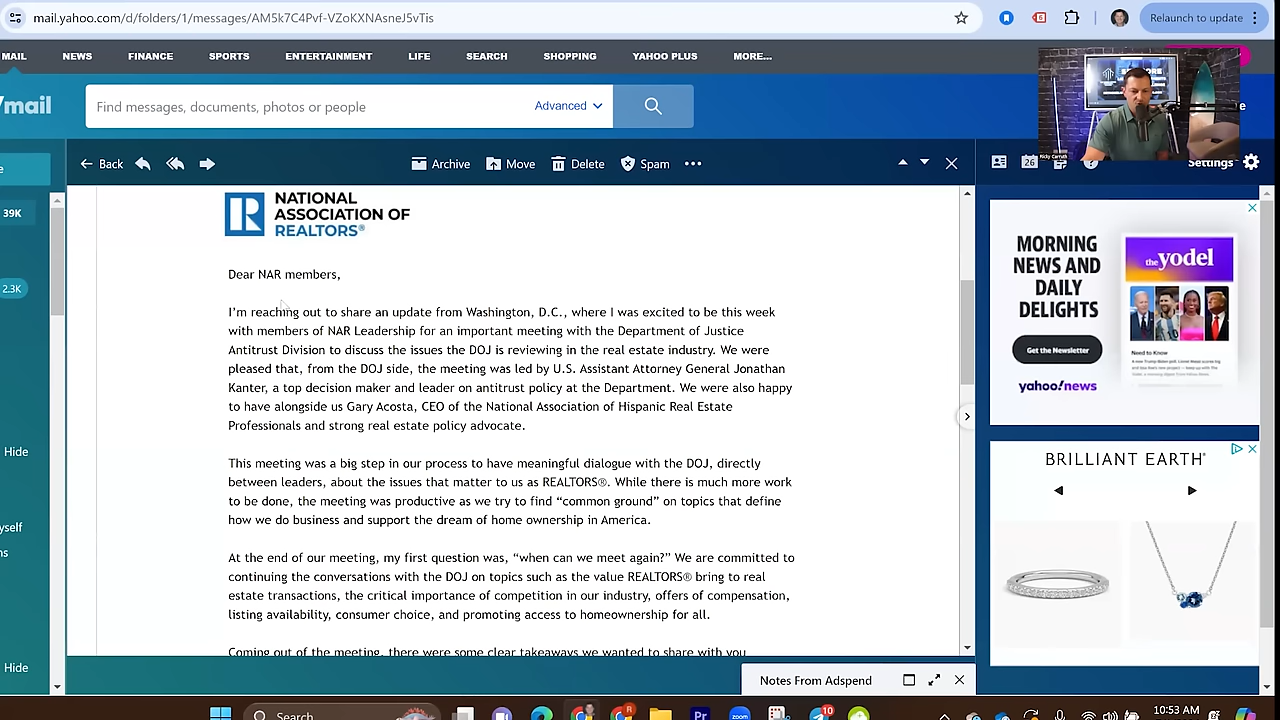 mail.yahoo.com/d/folders/1/messages/AM5k7C4Pvf-VZoKXNAsneJ5vTis
6
Relaunch to update
MAIL NEWS FINANCE SPORTS ENTERTAINMENT LIFE SEARCH SHOPPING YAHOO PLUS MORE...
/mail
Find messages, documents, photos or people
Advanced
e
Ricky Carruth
e
Back
Archive
Move
Delete
Spam
26
Settings
39K
2.3K
Hide
yself
ns
Hide
NATIONAL
ASSOCIATION OF
REALTORS®
Dear NAR members,
I’m reaching out to share an update from Washington, D.C., where I was excited to be this week
with members of NAR Leadership for an important meeting with the Department of Justice
Antitrust Division to discuss the issues the DOJ is reviewing in the real estate industry. We were
pleased that, from the DOJ side, the meeting was led by U.S. Assistant Attorney General Jonathan
Kanter, a top decision maker and leader on antitrust policy at the Department. We were also happy
to have alongside us Gary Acosta, CEO of the National Association of Hispanic Real Estate
Professionals and strong real estate policy advocate.
This meeting was a big step in our process to have meaningful dialogue with the DOJ, directly
between leaders, about the issues that matter to us as REALTORS®. While there is much more work
to be done, the meeting was productive as we try to find “common ground” on topics that define
how we do business and support the dream of home ownership in America.
At the end of our meeting, my first question was, “when can we meet again?” We are committed to
continuing the conversations with the DOJ on topics such as the value REALTORS® bring to real
estate transactions, the critical importance of competition in our industry, offers of compensation,
listing availability, consumer choice, and promoting access to homeownership for all.
Coming out of the meeting, there were some clear takeaways we wanted to share with you
MORNING
NEWS AND
DAILY
DELIGHTS
Get the Newsletter
yahoo!news
the yodel
Need to Know
BRILLIANT EARTH®
Notes From Adspend
Search
R
Pr
zoom
10
10:53 AM